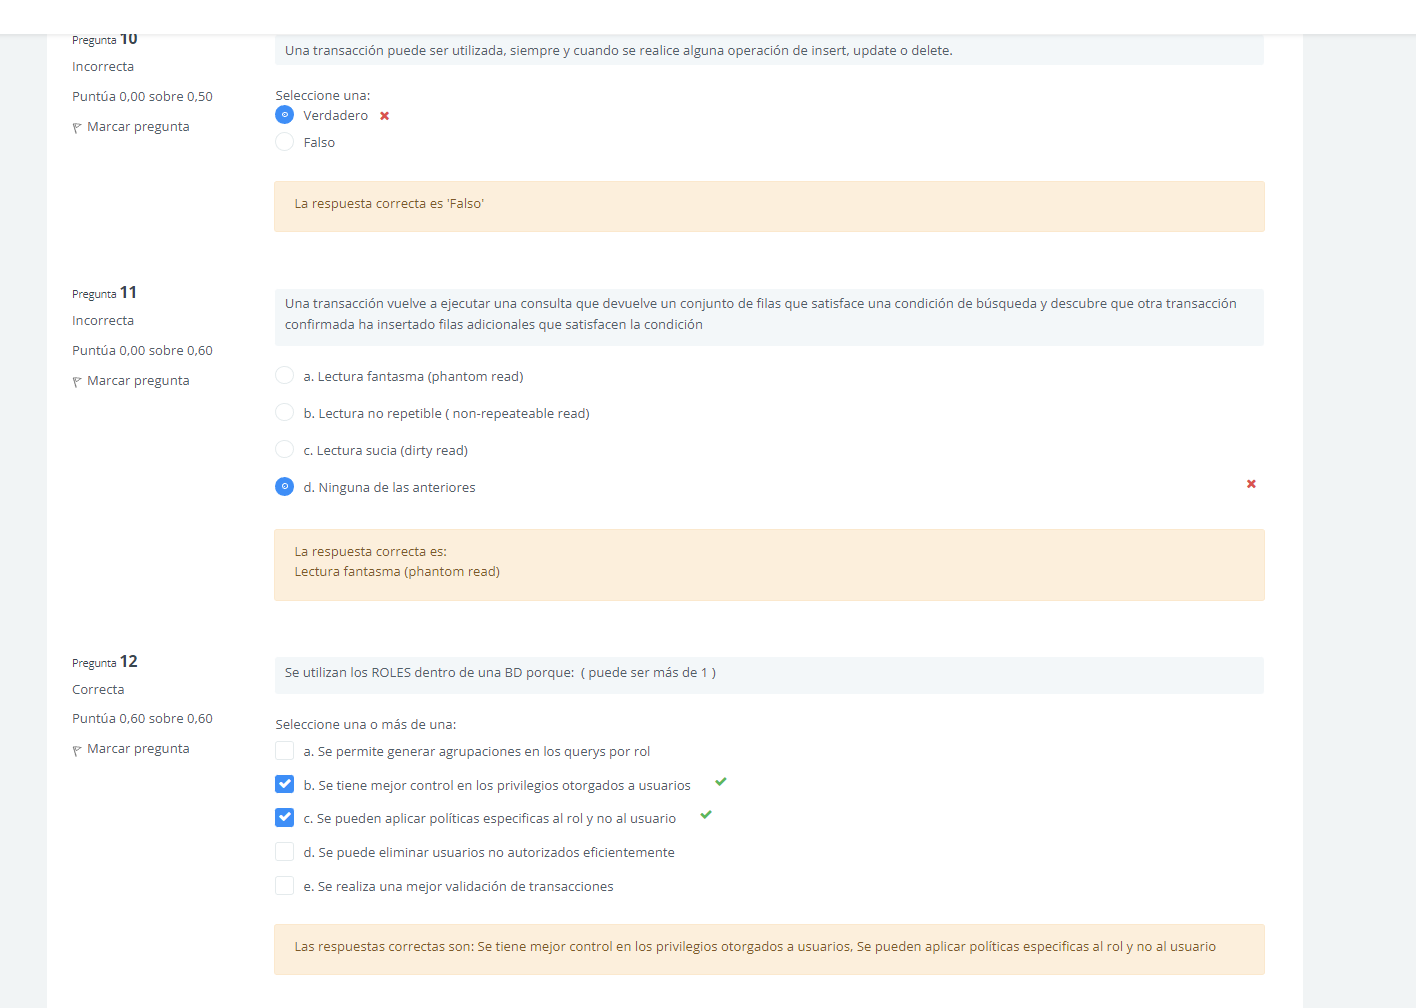 Pregunta 10
Incorrecta
Puntúa 0,00 sobre 0,50
Marcar pregunta
Una transacción puede ser utilizada, siempre y cuando se realice alguna operación de insert, update o delete.
Seleccione una:
Verdadero
Falso
La respuesta correcta es 'Falso'
Pregunta 11
Incorrecta
Puntúa 0,00 sobre 0,60
Marcar pregunta
Una transacción vuelve a ejecutar una consulta que devuelve un conjunto de filas que satisface una condición de búsqueda y descubre que otra transacción
confirmada ha insertado filas adicionales que satisfacen la condición
a. Lectura fantasma (phantom read)
b. Lectura no repetible ( non-repeateable read)
c. Lectura sucia (dirty read)
d. Ninguna de las anteriores
La respuesta correcta es:
Lectura fantasma (phantom read)
Pregunta 12
Correcta
Puntúa 0,60 sobre 0,60
Marcar pregunta
Se utilizan los ROLES dentro de una BD porque: ( puede ser más de 1 )
Seleccione una o más de una:
a. Se permite generar agrupaciones en los querys por rol
b. Se tiene mejor control en los privilegios otorgados a usuarios
c. Se pueden aplicar políticas especificas al rol y no al usuario
d. Se puede eliminar usuarios no autorizados eficientemente
e. Se realiza una mejor validación de transacciones
Las respuestas correctas son: Se tiene mejor control en los privilegios otorgados a usuarios, Se pueden aplicar políticas especificas al rol y no al usuario